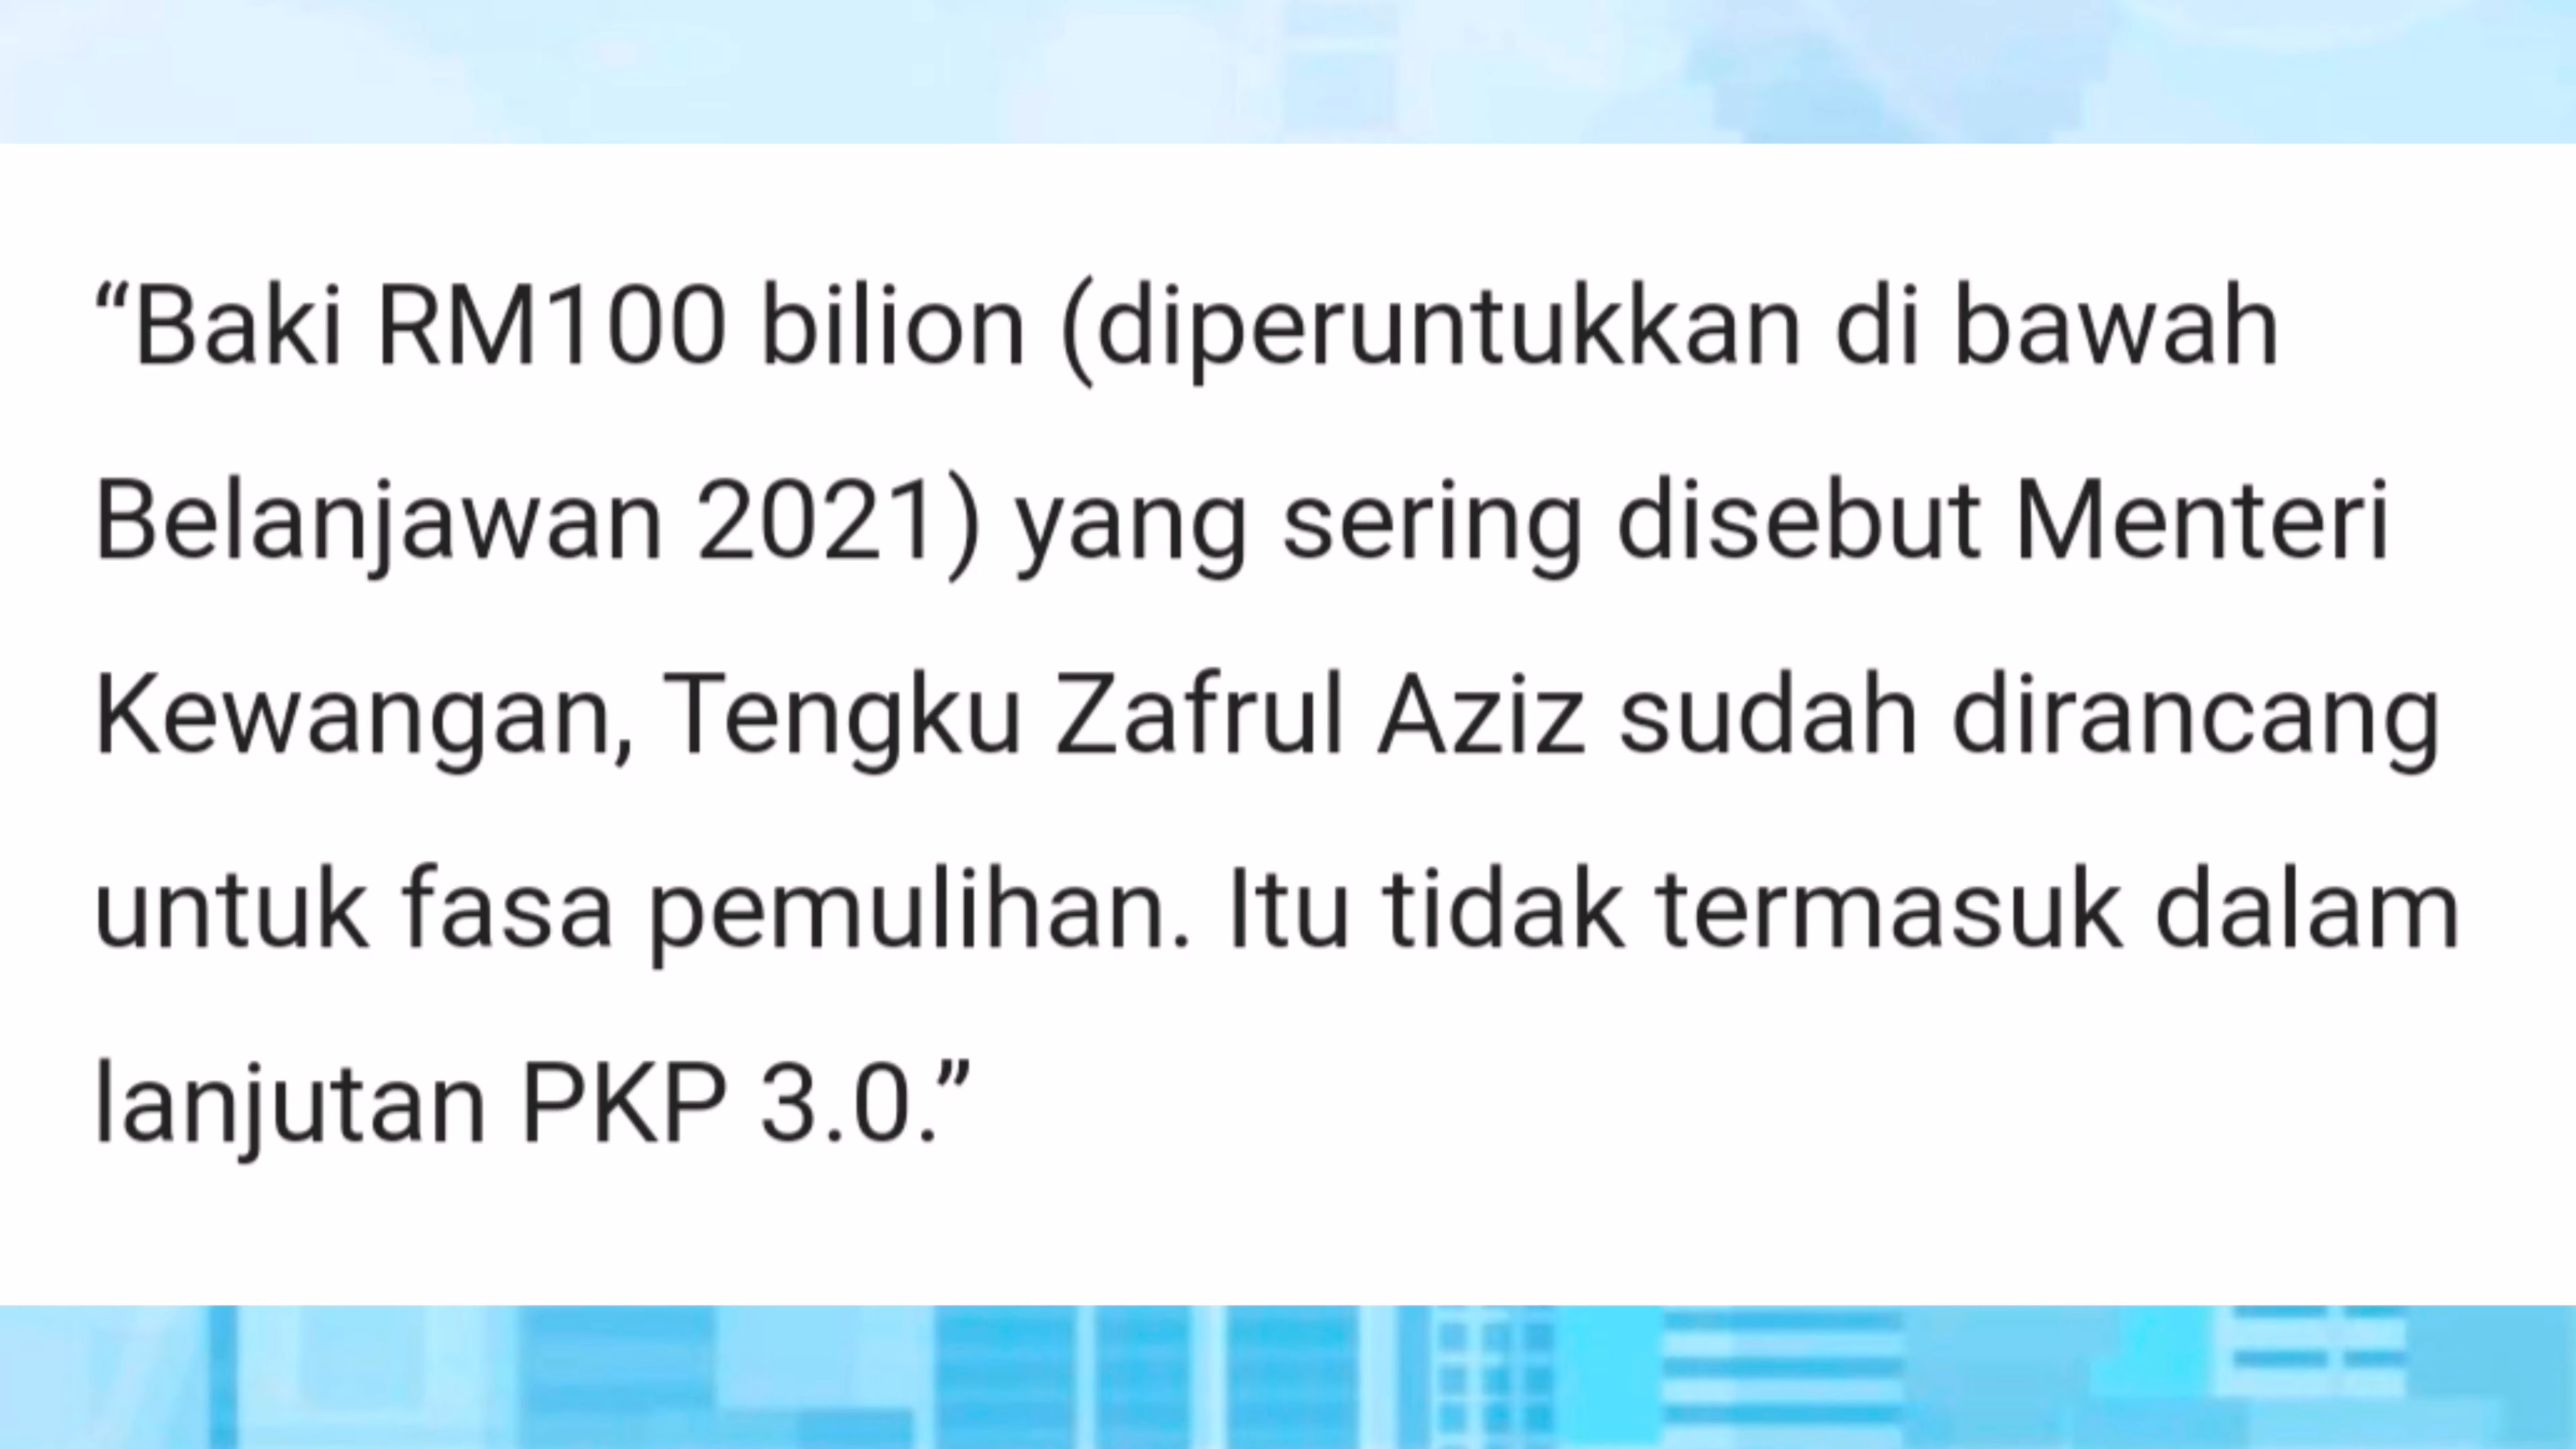 “Baki RM100 bilion (diperuntukkan di bawah
Belanjawan 2021) yang sering disebut Menteri
Kewangan, Tengku Zafrul Aziz sudah dirancang
untuk fasa pemulihan. Itu tidak termasuk dalam
lanjutan PKP 3.0.”